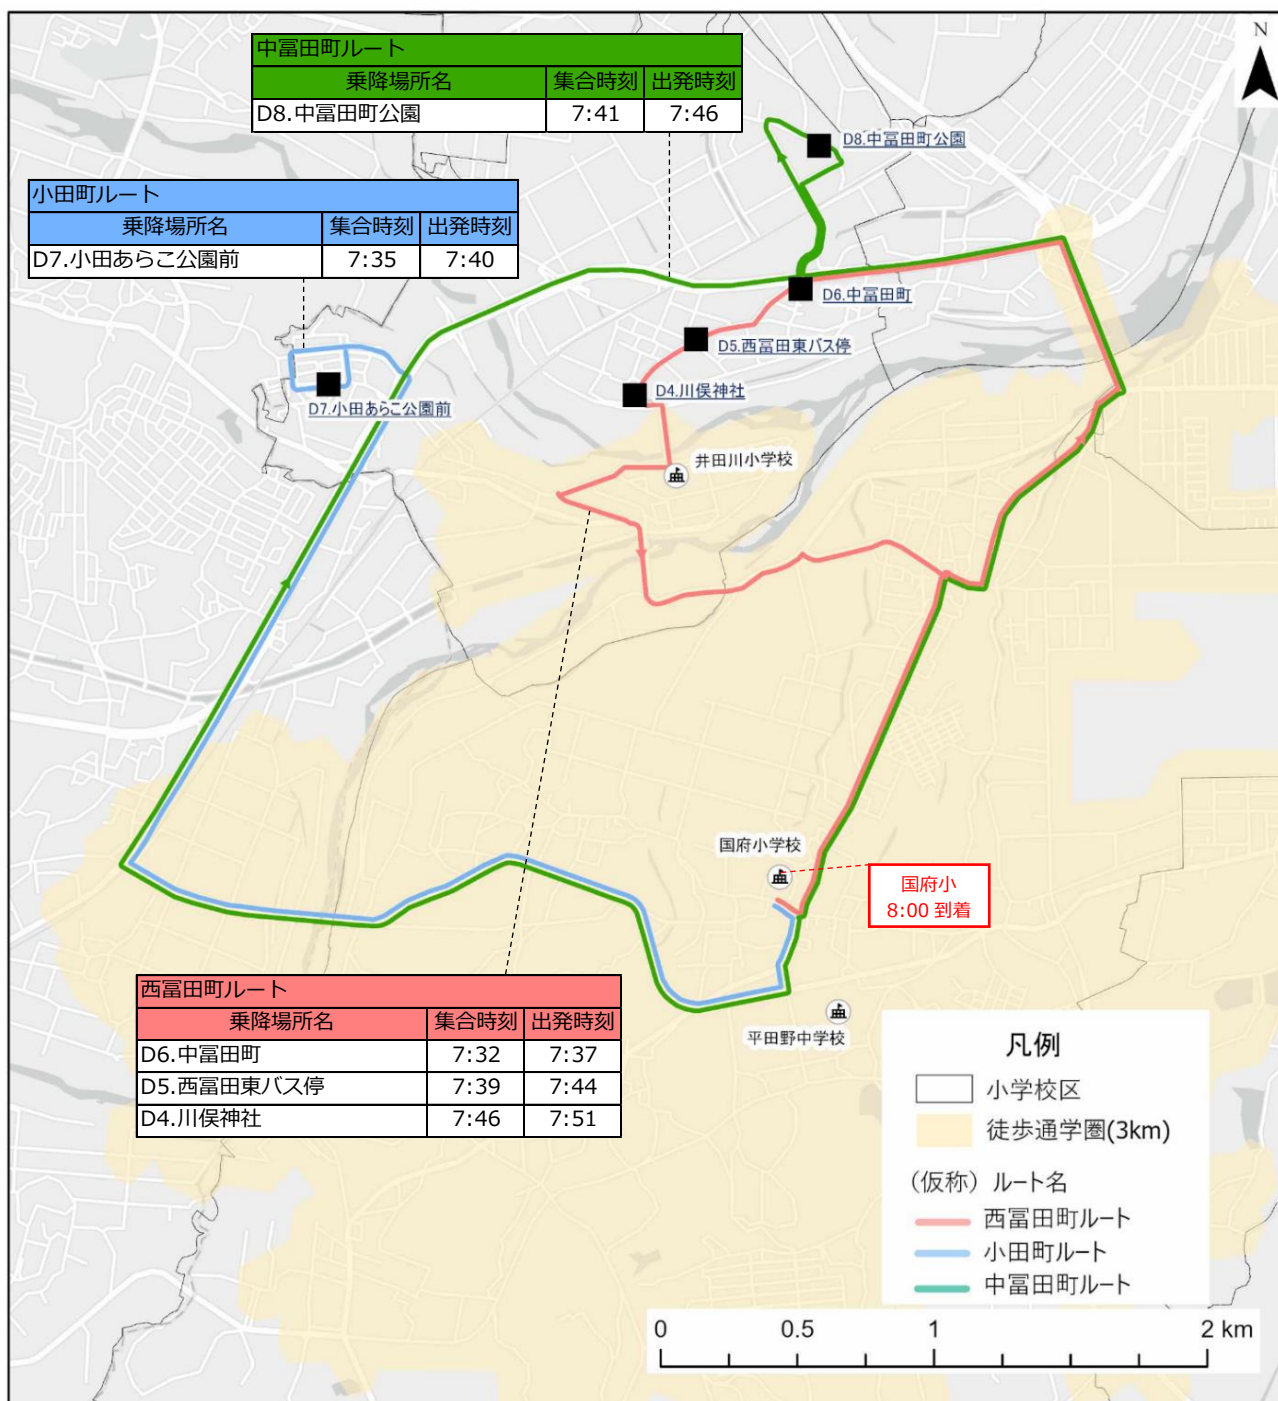 N
中冨田町ルート
乗降場所名 集合時刻 出発時刻
D8.中冨田町公園 7:41 7:46
D8.中冨田町公園
小田町ルート
乗降場所名 集合時刻 出発時刻
D7.小田あらこ公園前 7:35 7:40
D6.中冨田町
D5.西冨田東バス停
D4.川俣神社
D7.小田あらこ公園前
井田川小学校
国府小学校
国府小
8:00 到着
西冨田町ルート
乗降場所名 集合時刻 出発時刻
D6.中冨田町 7:32 7:37
D5.西冨田東バス停 7:39 7:44
D4.川俣神社 7:46 7:51
平田野中学校
凡例
小学校区
徒歩通学圏(3km)
（仮称）ルート名
西冨田町ルート
小田町ルート
中冨田町ルート
0 0.5 1 2 km